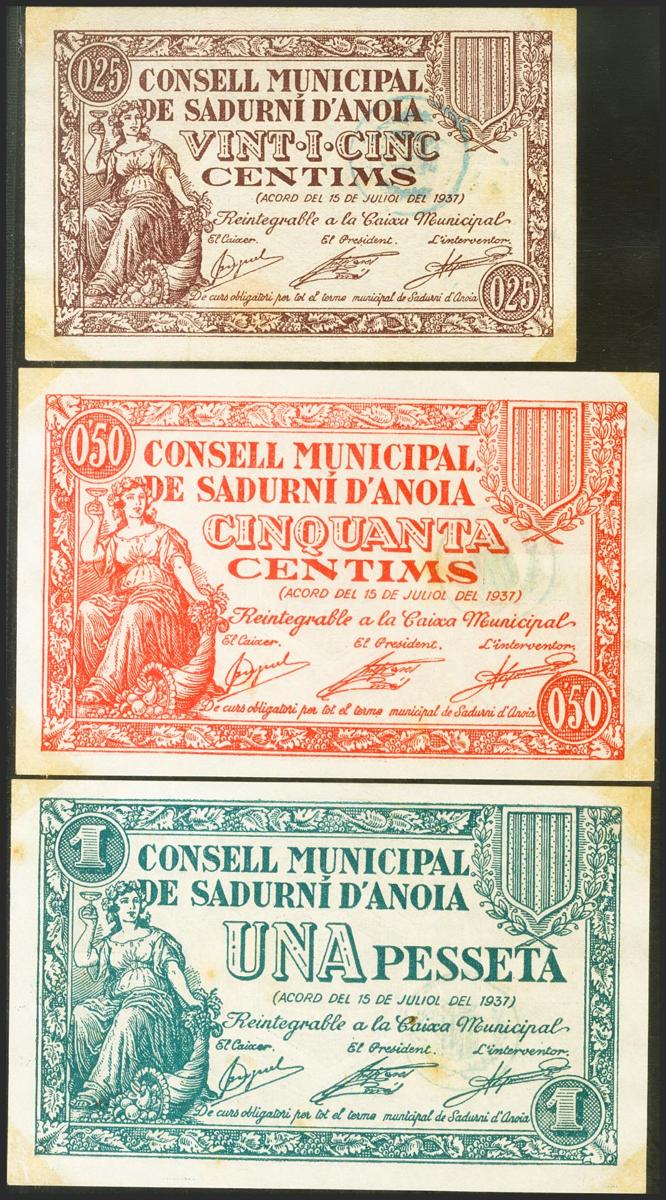 0'25
CONSELL MUNICIPAL
DE SADURNÍ D'ANOIA
VINT·I·CINC
CENTIMS
(ACORD DEL 15 DE JULIOL DEL 1937)
Reintegrable a la Caixa Municipal
El Caixer. El President. L'interventor.
De curs obligatori per tot el terme municipal de Sadurní d'Anoia
0'25
0'50
CONSELL MUNICIPAL
DE SADURNÍ D'ANOIA
CINQUANTA
CENTIMS
(ACORD DEL 15 DE JULIOL DEL 1937)
Reintegrable a la Caixa Municipal
El Caixer. El President. L'interventor.
De curs obligatori per tot el terme municipal de Sadurní d'Anoia
0'50
1
CONSELL MUNICIPAL
DE SADURNÍ D'ANOIA
UNA PESSETA
(ACORD DEL 15 DE JULIOL DEL 1937)
Reintegrable a la Caixa Municipal
El Caixer. El President. L'interventor.
De curs obligatori per tot el terme municipal de Sadurní d'Anoia
1